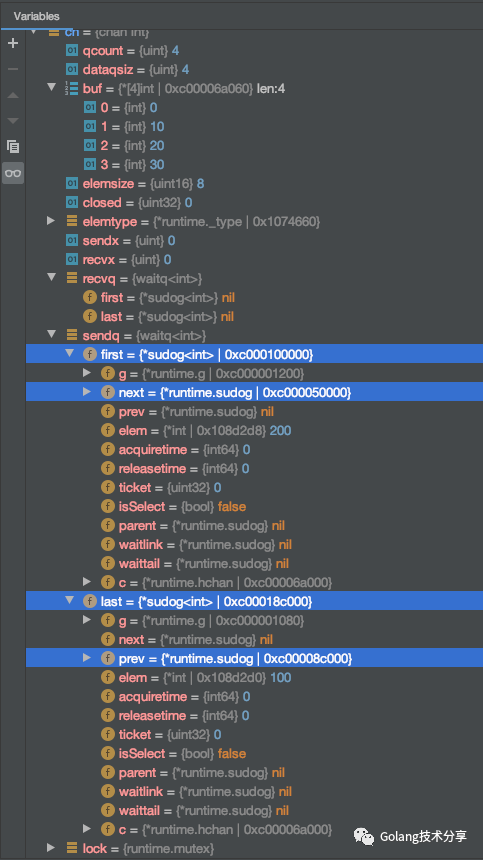 Variables
cn = {chan int}
qcount = {uint} 4
dataqsiz = {uint} 4
buf = {*[4]int | 0xc00006a060} len:4
0 = {int} 0
1 = {int} 10
2 = {int} 20
3 = {int} 30
elemsize = {uint16} 8
closed = {uint32} 0
elemtype = {*runtime._type | 0x1074660}
sendx = {uint} 0
recvx = {uint} 0
recvq = {waitq<int>}
first = {*sudog<int>} nil
last = {*sudog<int>} nil
sendq = {waitq<int>}
first = {*sudog<int> | 0xc000100000}
g = {*runtime.g | 0xc000001200}
next = {*runtime.sudog | 0xc000050000}
prev = {*runtime.sudog} nil
elem = {*int | 0x108d2d8} 200
acquiretime = {int64} 0
releasetime = {int64} 0
ticket = {uint32} 0
isSelect = {bool} false
parent = {*runtime.sudog} nil
waitlink = {*runtime.sudog} nil
waittail = {*runtime.sudog} nil
c = {*runtime.hchan | 0xc00006a000}
last = {*sudog<int> | 0xc00018c000}
g = {*runtime.g | 0xc000001080}
next = {*runtime.sudog} nil
prev = {*runtime.sudog | 0xc00008c000}
elem = {*int | 0x108d2d0} 100
acquiretime = {int64} 0
releasetime = {int64} 0
ticket = {uint32} 0
isSelect = {bool} false
parent = {*runtime.sudog} nil
waitlink = {*runtime.sudog} nil
waittail = {*runtime.sudog} nil
c = {*runtime.hchan | 0xc00006a000}
lock = {runtime.mutex}
Golang技术分享